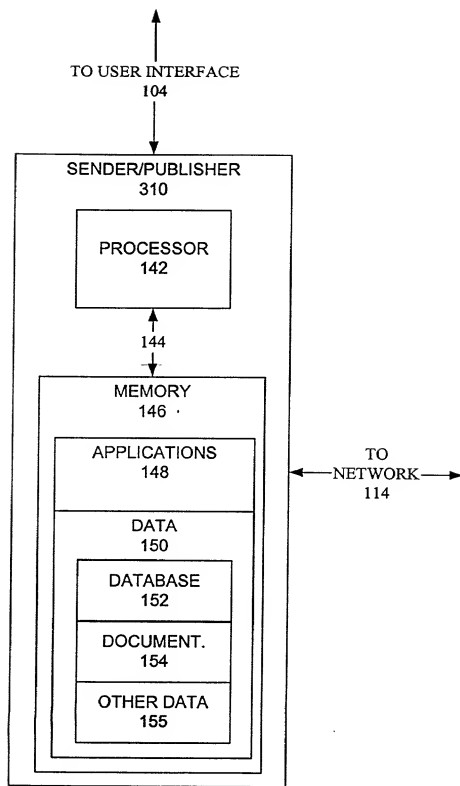 TO USER INTERFACE
104
SENDER/PUBLISHER
310
PROCESSOR
142
144
MEMORY
146
APPLICATIONS
148
TO
NETWORK
114
DATA
150
DATABASE
152
DOCUMENT.
154
OTHER DATA
155